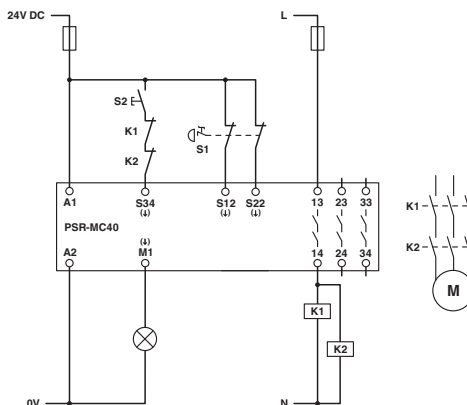 24V DC
L
S2
K1
K2
S1
A1
S34
S12
S22
13
23
33
(↓)
(↓)
(↓)
PSR-MC40
(↓)
A2
M1
14
24
34
K1
K2
M
K1
K2
0V
N